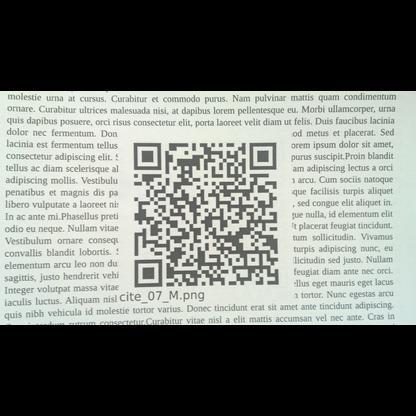 molestie urna at cursus. Curabitur et commodo purus. Nam pulvinar mattis quam condimentum
ornare. Curabitur ultrices malesuada nisi, at dapibus lorem pellentesque eu. Morbi ullamcorper, urna
quis dapibus posuere, orci risus consectetur elit, porta laoreet velit diam ut felis. Duis faucibus lacinia
dolor nec fermentum. Don od metus et placerat. Sed
lacinia est fermentum tellus orem ipsum dolor sit amet,
consectetur adipiscing elit. S purus suscipit.Proin blandit
tellus ac diam scelerisque al am adipiscing lectus a orci
adipiscing mollis. Vestibulu arcu. Cum sociis natoque
penatibus et magnis dis pa que facilisis turpis aliquet
libero vulputate a laoreet in , sed congue elit aliquet in.
In ac ante mi.Phasellus preti ue nulla, id elementum elit
odio eu neque. Nullam vitae t placerat feugiat tincidunt.
Vestibulum ornare consequ tum sollicitudin. Vivamus
convallis blandit lobortis. S turpis adipiscing nunc, eu
elementum arcu leo non du llicitudin sed justo. Nullam
sagittis, justo hendrerit vehi feugiat diam ante nec orci.
Integer volutpat massa vitae llus eget mauris eget lacus
iaculis luctus. Aliquam nisl tortor. Nunc egestas arcu
cite_07_M.png
quis nibh vehicula id molestie tortor varius. Donec tincidunt erat sit amet ante tincidunt adipiscing.
rutrum consectetur.Curabitur vitae nisl a elit mattis accumsan vel nec ante. Cras in